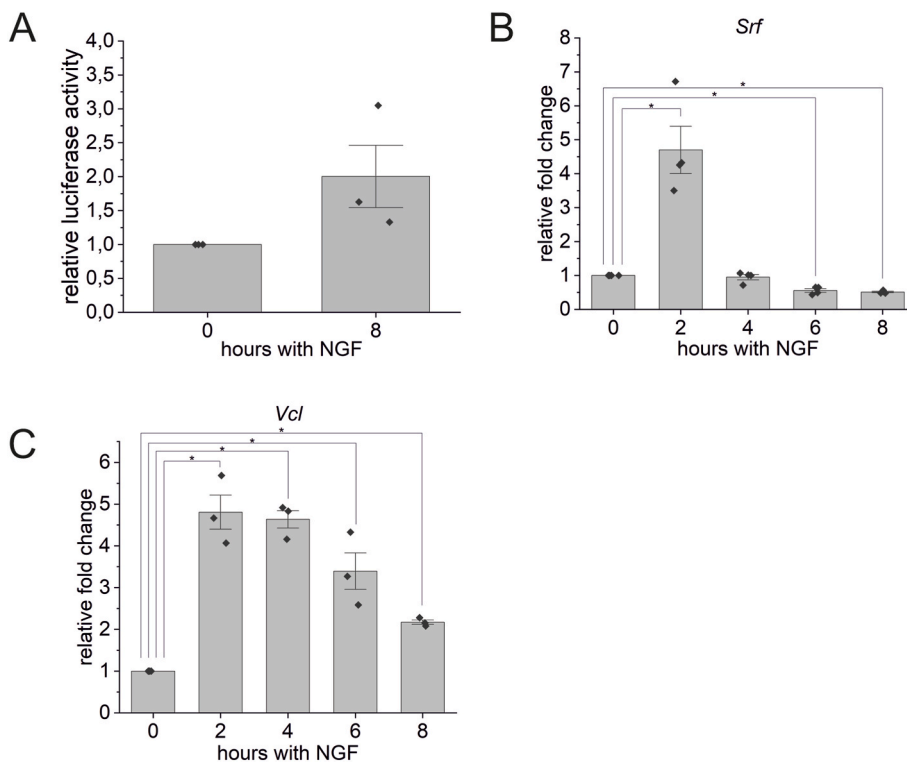 A
relative luciferase activity
4,0
3,5
3,0
2,5
2,0
1,5
1,0
0,5
0,0
0 8
hours with NGF
B
Srf
relative fold change
8
7
6
5
4
3
2
1
0
*
*
*
0 2 4 6 8
hours with NGF
C
Vcl
relative fold change
6
5
4
3
2
1
0
*
*
*
*
0 2 4 6 8
hours with NGF